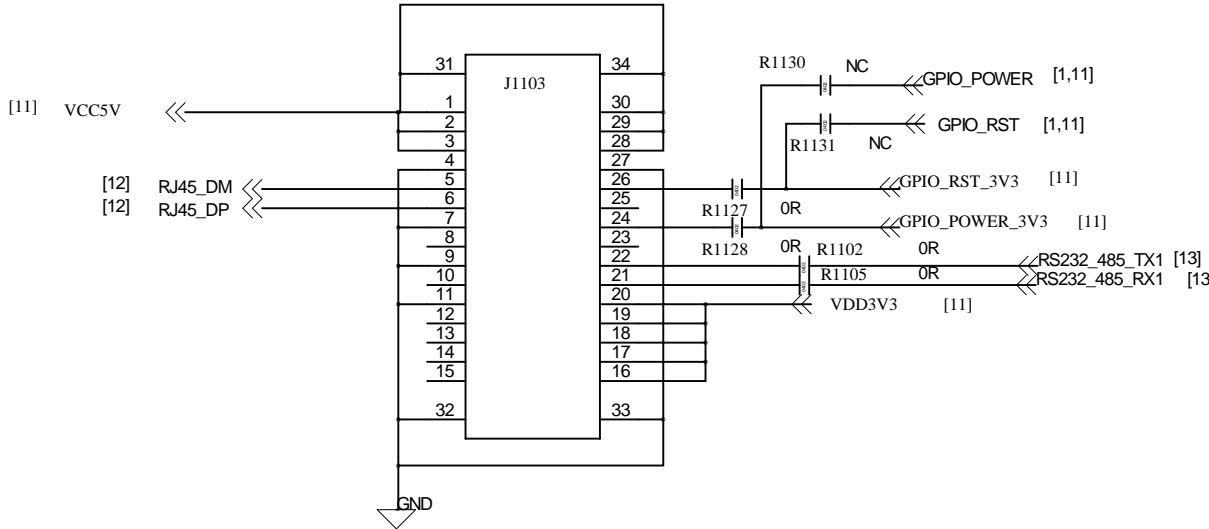 R1130 NC GPIO_POWER [1,11]
31 J1103 34
[11] VCC5V 1 30
2 29
R1131 NC GPIO_RST [1,11]
3 28
4 27
[12] RJ45_DM 5 26 GPIO_RST_3V3 [11]
[12] RJ45_DP 6 25
R1127 0R
7 24 GPIO_POWER_3V3 [11]
8 23
R1128 0R R1102 0R
9 22 RS232_485_TX1 [13]
R1105 0R
10 21 RS232_485_RX1 [13
11 20 VDD3V3 [11]
12 19
13 18
14 17
15 16
32 33
GND